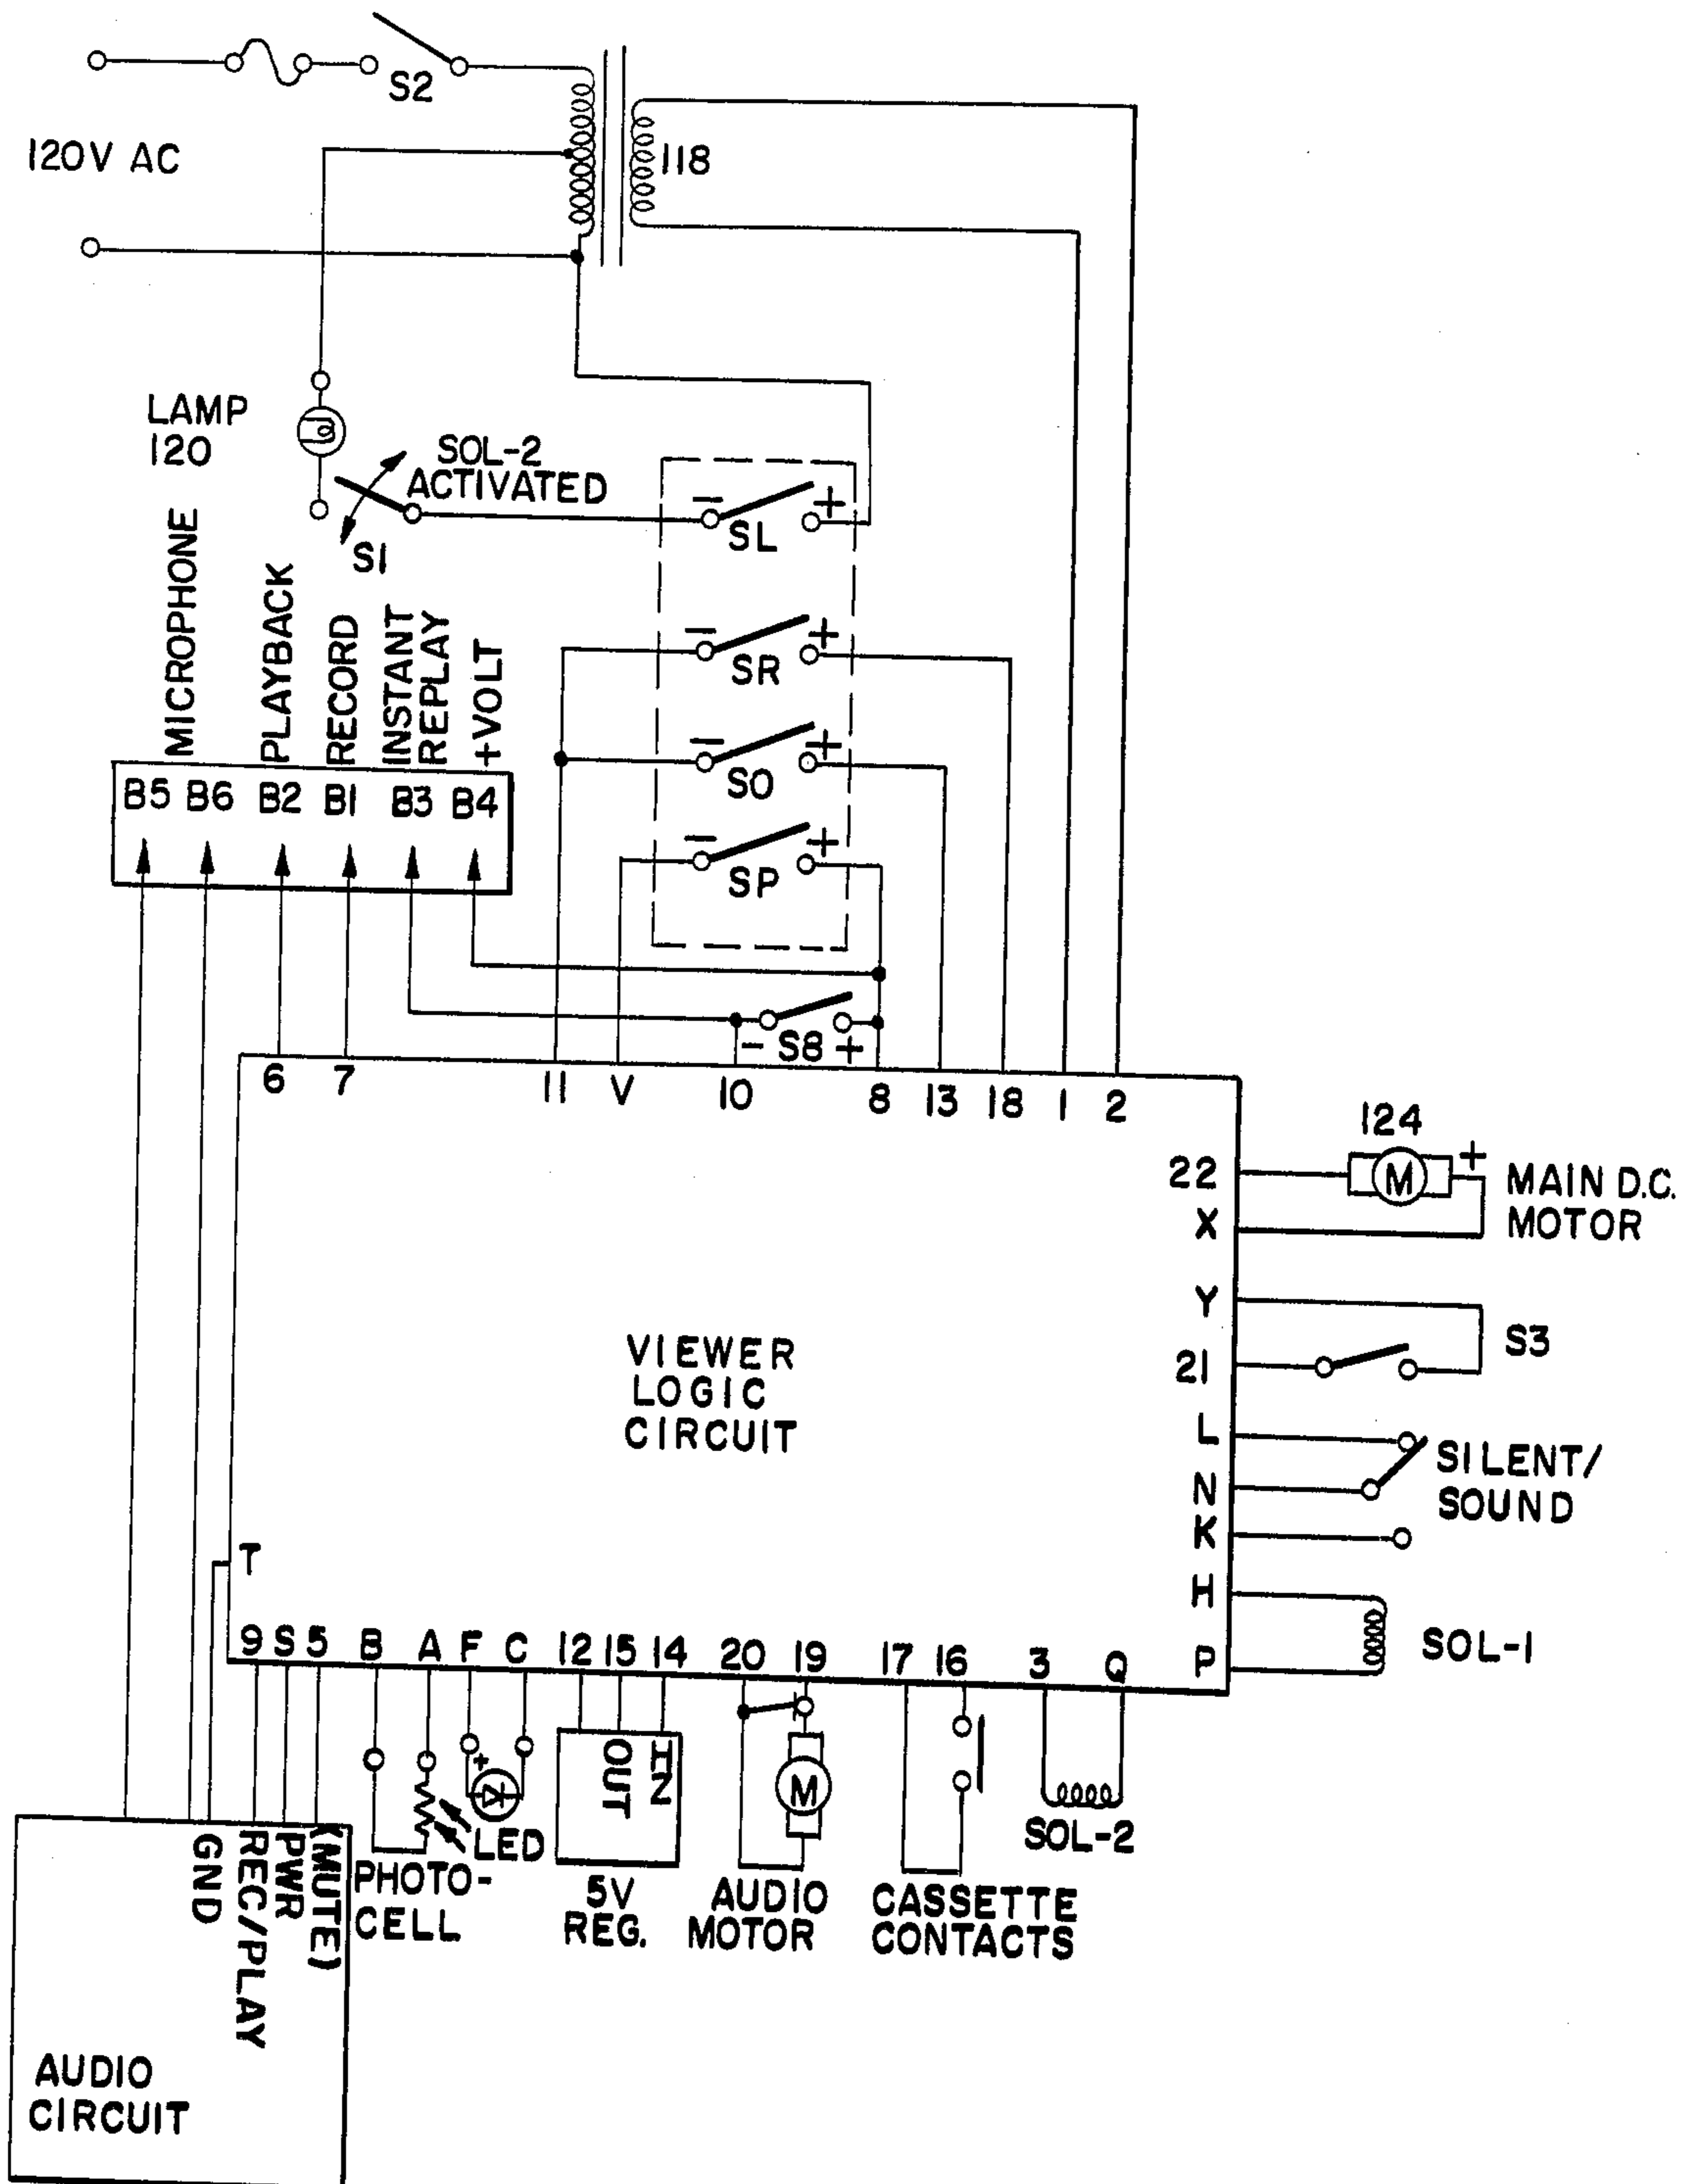 S2
120V AC
118
LAMP
120
SOL-2
ACTIVATED
S1
- SL +
- SR +
- SO +
- SP +
MICROPHONE
PLAYBACK
RECORD
INSTANT
REPLAY
+VOLT
B5 B6 B2 B1 B3 B4
- S8 +
6 7 11 V 10 8 13 18 1 2
124
22
M
+
MAIN D.C.
MOTOR
X
Y
21
S3
VIEWER
LOGIC
CIRCUIT
L
N
K
SILENT/
SOUND
H
P
SOL-1
T
9 S 5 B A F C 12 15 14 20 19 17 16 3 Q
GND
REC/PLAY
PWR
(MUTE)
PHOTO-
CELL
+
LED
OUT
HZ
5V
REG.
M
AUDIO
MOTOR
CASSETTE
CONTACTS
SOL-2
AUDIO
CIRCUIT